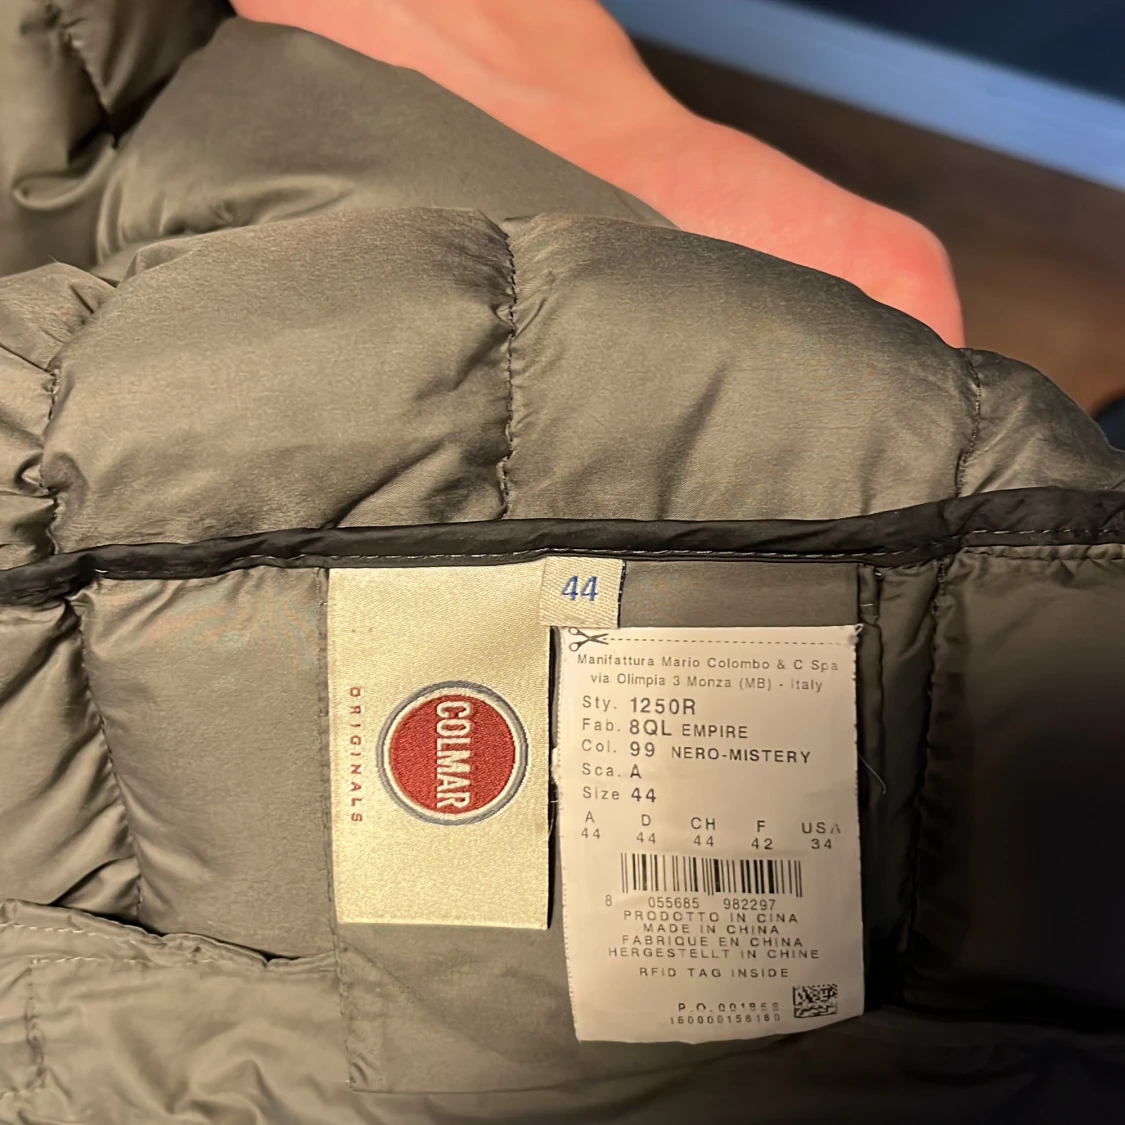 ORIGINALS
COLMAR
44
Manifattura Mario Colombo & C Spa
via Olimpia 3 Monza (MB) - Italy
Sty. 1250R
Fab. 8QL EMPIRE
Col. 99 NERO-MISTERY
Sca. A
Size 44
A D CH F USA
44 44 44 42 34
8 055685 982297
PRODOTTO IN CINA
MADE IN CHINA
FABRIQUE EN CHINA
HERGESTELLT IN CHINE
RFID TAG INSIDE
P.O. 001856
160000158180